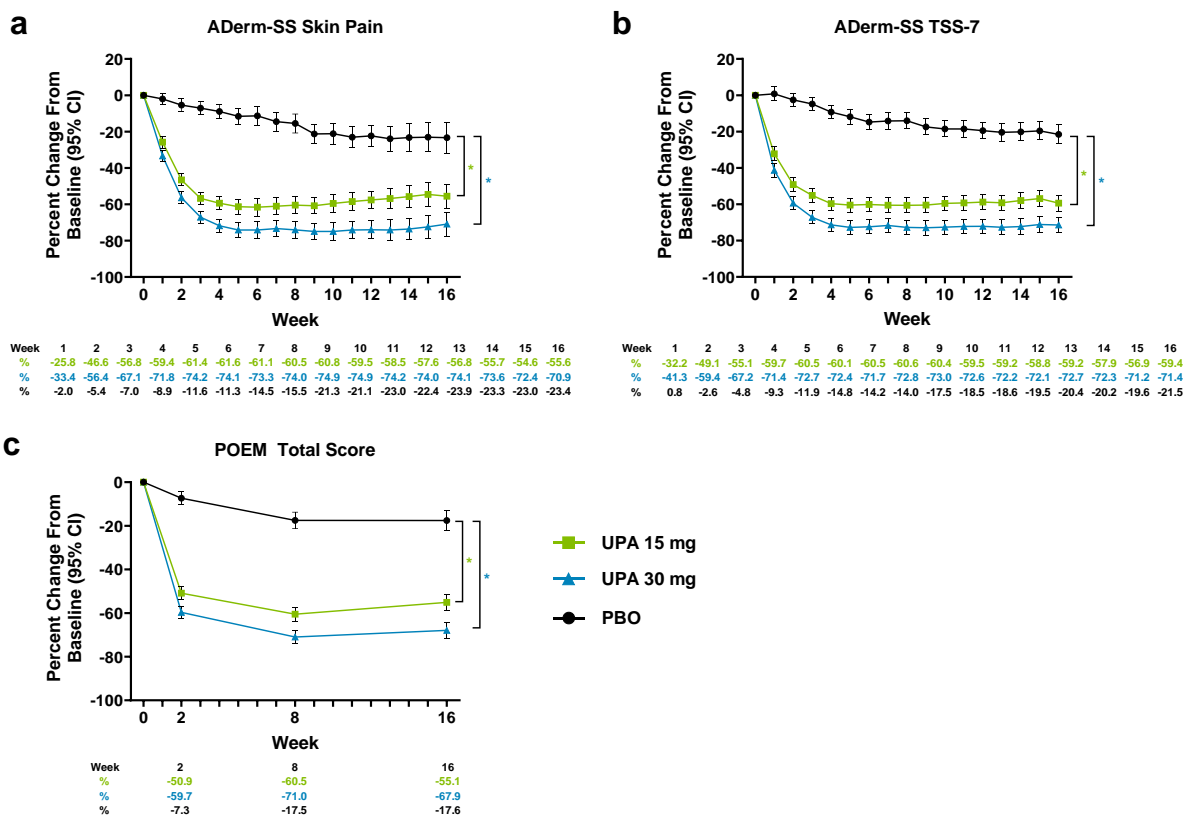 a
ADerm-SS Skin Pain
Percent Change From
Baseline (95% CI)
20
0
-20
-40
-60
-80
-100
*
*
0 2 4 6 8 10 12 14 16
Week
Week 1 2 3 4 5 6 7 8 9 10 11 12 13 14 15 16
% -25.8 -46.6 -56.8 -59.4 -61.4 -61.6 -61.1 -60.5 -60.8 -59.5 -58.5 -57.6 -56.8 -55.7 -54.6 -55.6
% -33.4 -56.4 -67.1 -71.8 -74.2 -74.1 -73.3 -74.0 -74.9 -74.9 -74.2 -74.0 -74.1 -73.6 -72.4 -70.9
% -2.0 -5.4 -7.0 -8.9 -11.6 -11.3 -14.5 -15.5 -21.3 -21.1 -23.0 -22.4 -23.9 -23.3 -23.0 -23.4
b
ADerm-SS TSS-7
Percent Change From
Baseline (95% CI)
20
0
-20
-40
-60
-80
-100
*
*
0 2 4 6 8 10 12 14 16
Week
Week 1 2 3 4 5 6 7 8 9 10 11 12 13 14 15 16
% -32.2 -49.1 -55.1 -59.7 -60.5 -60.1 -60.5 -60.6 -60.4 -59.5 -59.2 -58.8 -59.2 -57.9 -56.9 -59.4
% -41.3 -59.4 -67.2 -71.4 -72.7 -72.4 -71.7 -72.8 -73.0 -72.6 -72.2 -72.1 -72.7 -72.3 -71.2 -71.4
% 0.8 -2.6 -4.8 -9.3 -11.9 -14.8 -14.2 -14.0 -17.5 -18.5 -18.6 -19.5 -20.4 -20.2 -19.6 -21.5
c
POEM Total Score
Percent Change From
Baseline (95% CI)
0
-20
-40
-60
-80
-100
*
*
0 2 8 16
Week
Week 2 8 16
% -50.9 -60.5 -55.1
% -59.7 -71.0 -67.9
% -7.3 -17.5 -17.6
UPA 15 mg
UPA 30 mg
PBO